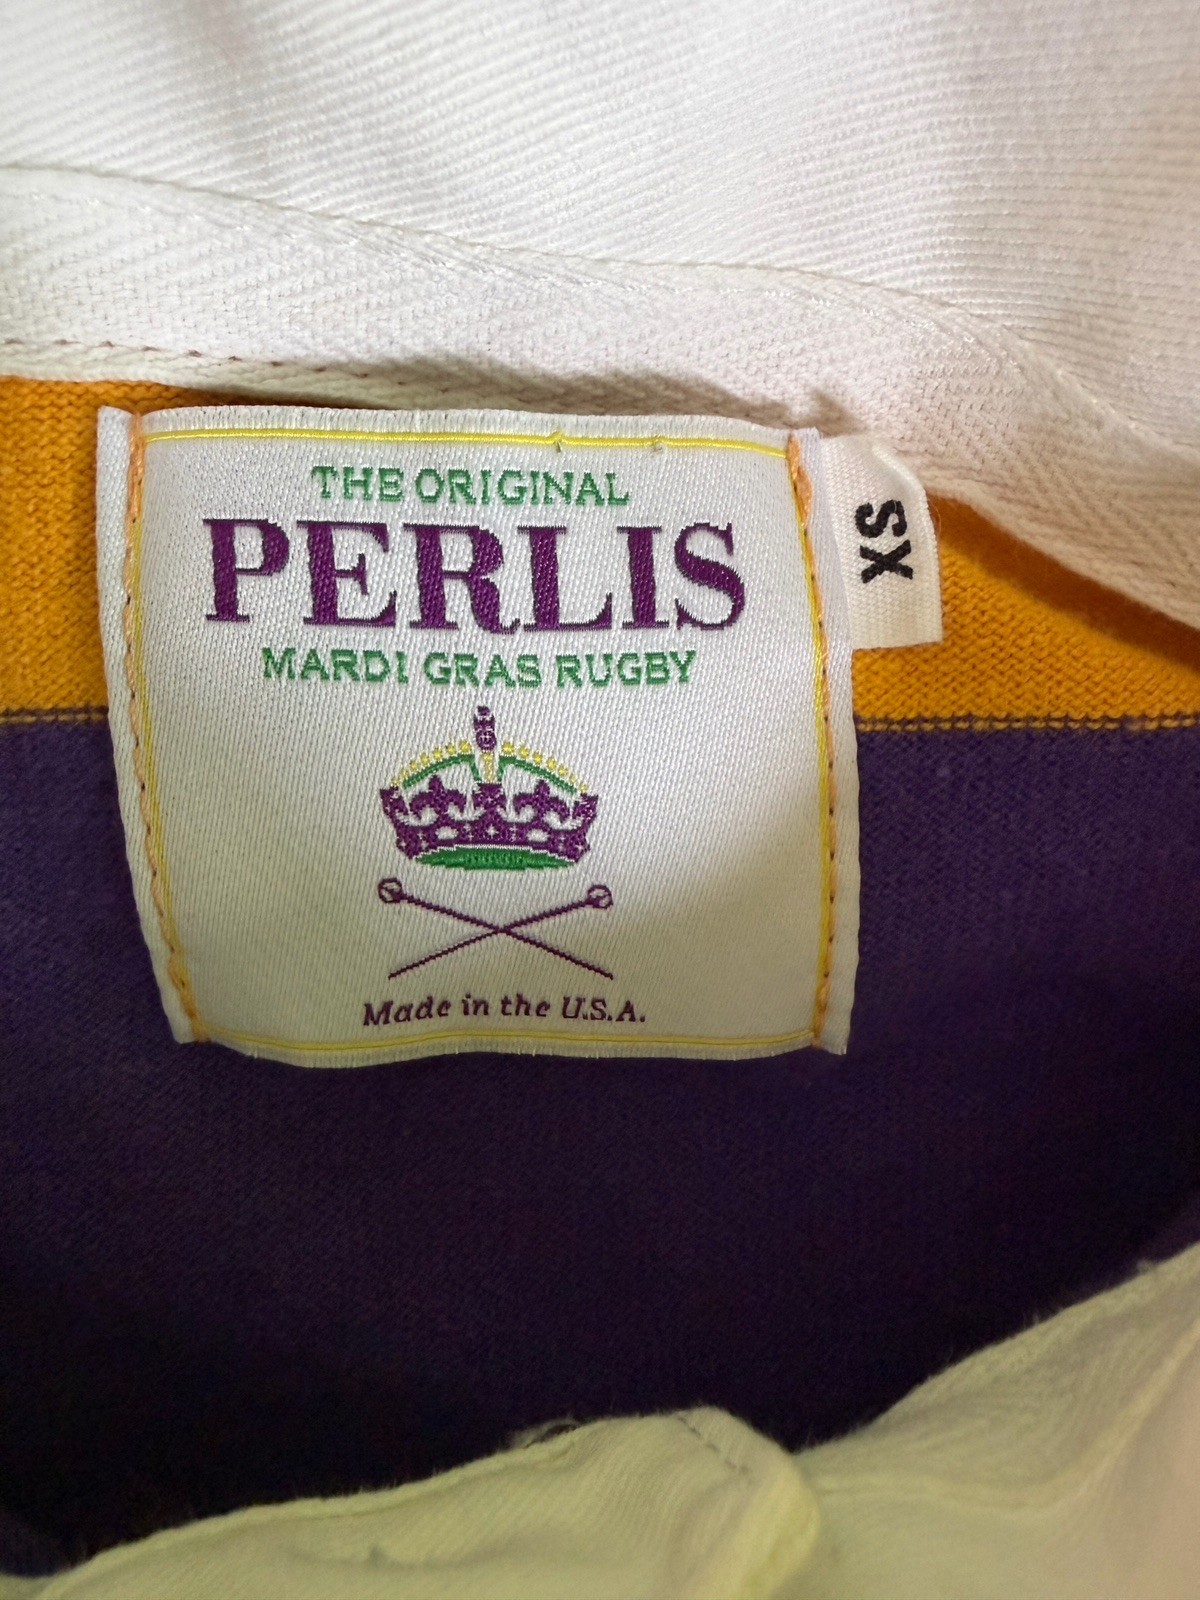 THE ORIGINAL
PERLIS
MARDI GRAS RUGBY
Made in the U.S.A.
XS